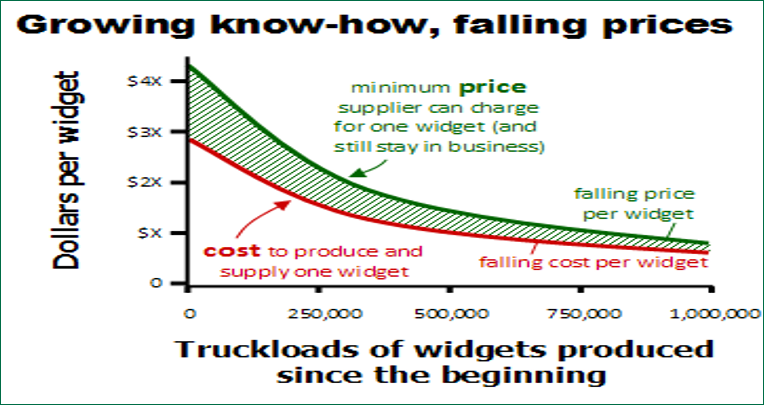 Growing know-how, falling prices
Dollars per widget
$4X
$3X
$2X
$X
0
minimum price
supplier can charge
for one widget (and
still stay in business)
falling price
per widget
cost to produce and
supply one widget
falling cost per widget
0 250,000 500,000 750,000 1,000,000
Truckloads of widgets produced
since the beginning